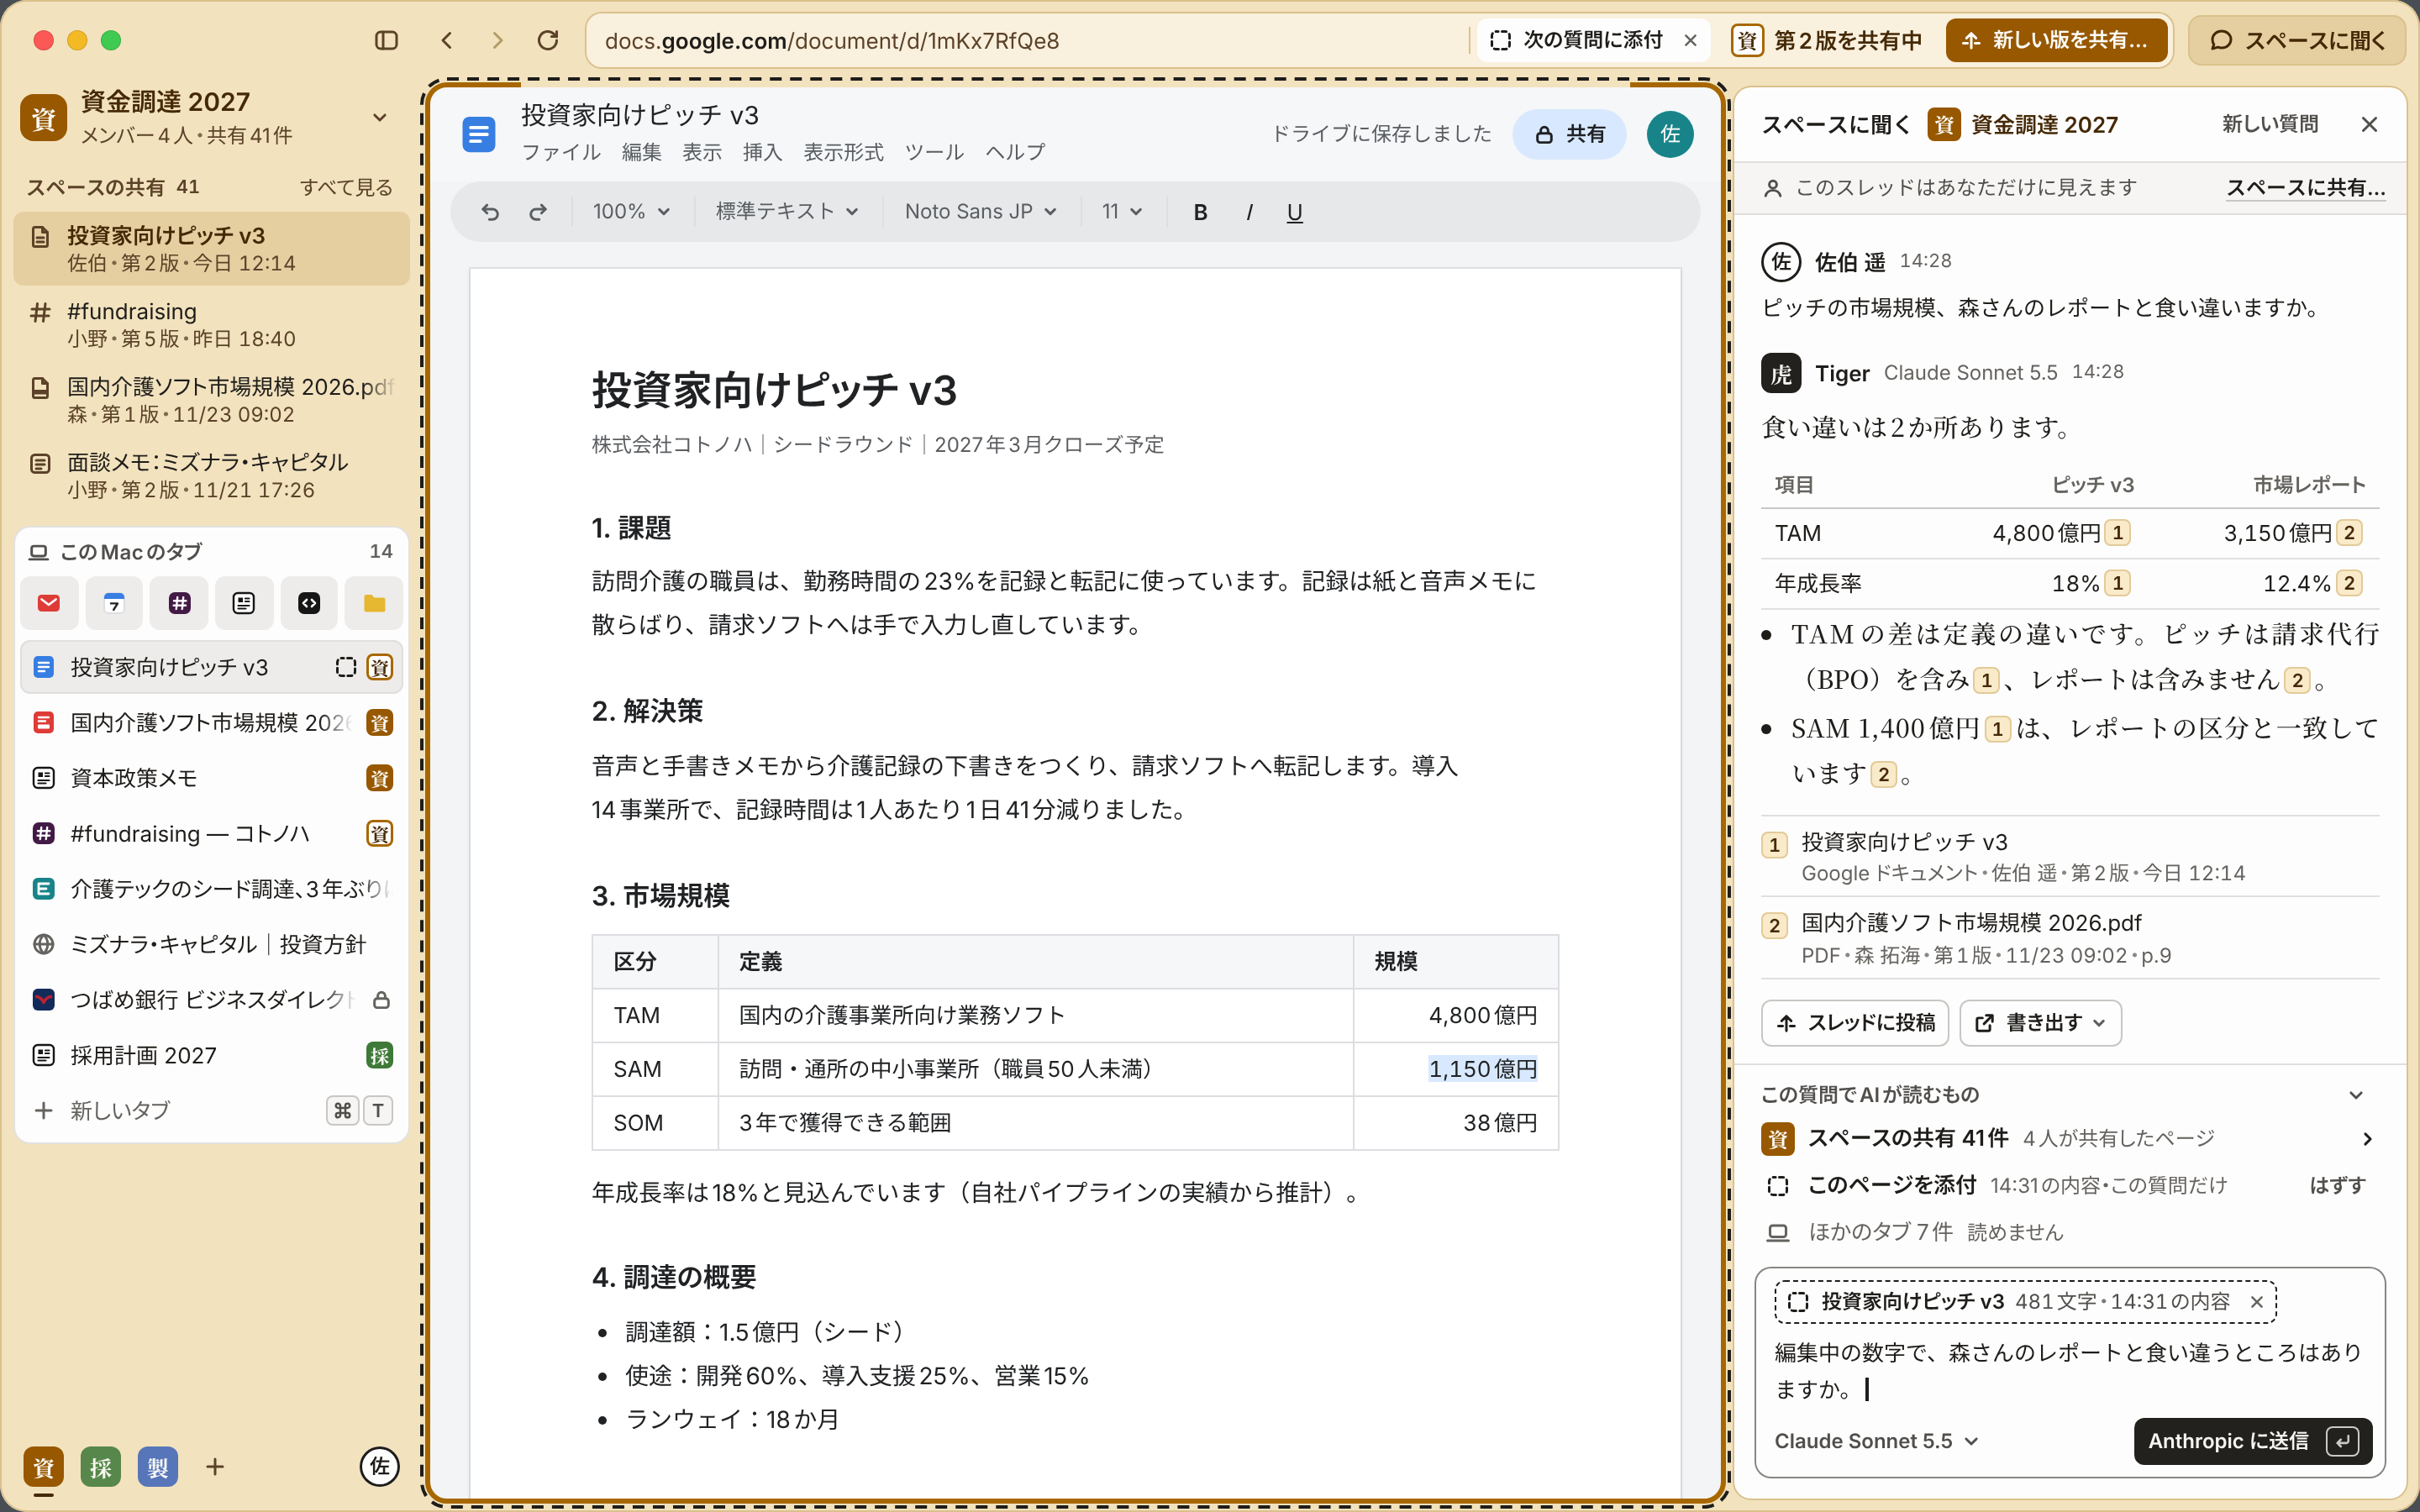 docs.google.com/document/d/1mKx7RfQe8
次の質問に添付
資 第2版を共有中
新しい版を共有…
スペースに聞く
資 資金調達 2027
メンバー4人・共有41件
スペースの共有 41 すべて見る
投資家向けピッチ v3
佐伯・第2版・今日 12:14
#fundraising
小野・第5版・昨日 18:40
国内介護ソフト市場規模 2026.pdf
森・第1版・11/23 09:02
面談メモ：ミズナラ・キャピタル
小野・第2版・11/21 17:26
このMacのタブ 14
7
投資家向けピッチ v3 資
国内介護ソフト市場規模 202 資
資本政策メモ 資
#fundraising — コトノハ 資
介護テックのシード調達、3年ぶり
ミズナラ・キャピタル｜投資方針
つばめ銀行 ビジネスダイレクト
採用計画 2027 採
新しいタブ ⌘ T
資 採 製 佐
投資家向けピッチ v3
ファイル 編集 表示 挿入 表示形式 ツール ヘルプ
ドライブに保存しました
共有
佐
100% 標準テキスト Noto Sans JP 11 B I U
投資家向けピッチ v3
株式会社コトノハ｜シードラウンド｜2027年3月クローズ予定
1. 課題
訪問介護の職員は、勤務時間の23%を記録と転記に使っています。記録は紙と音声メモに
散らばり、請求ソフトへは手で入力し直しています。
2. 解決策
音声と手書きメモから介護記録の下書きをつくり、請求ソフトへ転記します。導入
14事業所で、記録時間は1人あたり1日41分減りました。
3. 市場規模
区分 定義 規模
TAM 国内の介護事業所向け業務ソフト 4,800億円
SAM 訪問・通所の中小事業所（職員50人未満） 1,150億円
SOM 3年で獲得できる範囲 38億円
年成長率は18%と見込んでいます（自社パイプラインの実績から推計）。
4. 調達の概要
• 調達額：1.5億円（シード）
• 使途：開発60%、導入支援25%、営業15%
• ランウェイ：18か月
スペースに聞く 資 資金調達 2027 新しい質問
このスレッドはあなただけに見えます スペースに共有…
佐 佐伯 遥 14:28
ピッチの市場規模、森さんのレポートと食い違いますか。
虎 Tiger Claude Sonnet 5.5 14:28
食い違いは2か所あります。
項目 ピッチ v3 市場レポート
TAM 4,800億円 1 3,150億円 2
年成長率 18% 1 12.4% 2
• TAMの差は定義の違いです。ピッチは請求代行
（BPO）を含み 1 、レポートは含みません 2 。
• SAM 1,400億円 1 は、レポートの区分と一致して
います 2 。
1 投資家向けピッチ v3
Google ドキュメント・佐伯 遥・第2版・今日 12:14
2 国内介護ソフト市場規模 2026.pdf
PDF・森 拓海・第1版・11/23 09:02・p.9
スレッドに投稿 書き出す
この質問でAIが読むもの
資 スペースの共有 41件 4人が共有したページ
このページを添付 14:31の内容・この質問だけ はずす
ほかのタブ 7件 読めません
投資家向けピッチ v3 481文字・14:31の内容
編集中の数字で、森さんのレポートと食い違うところはあり
ますか。
Claude Sonnet 5.5 Anthropic に送信